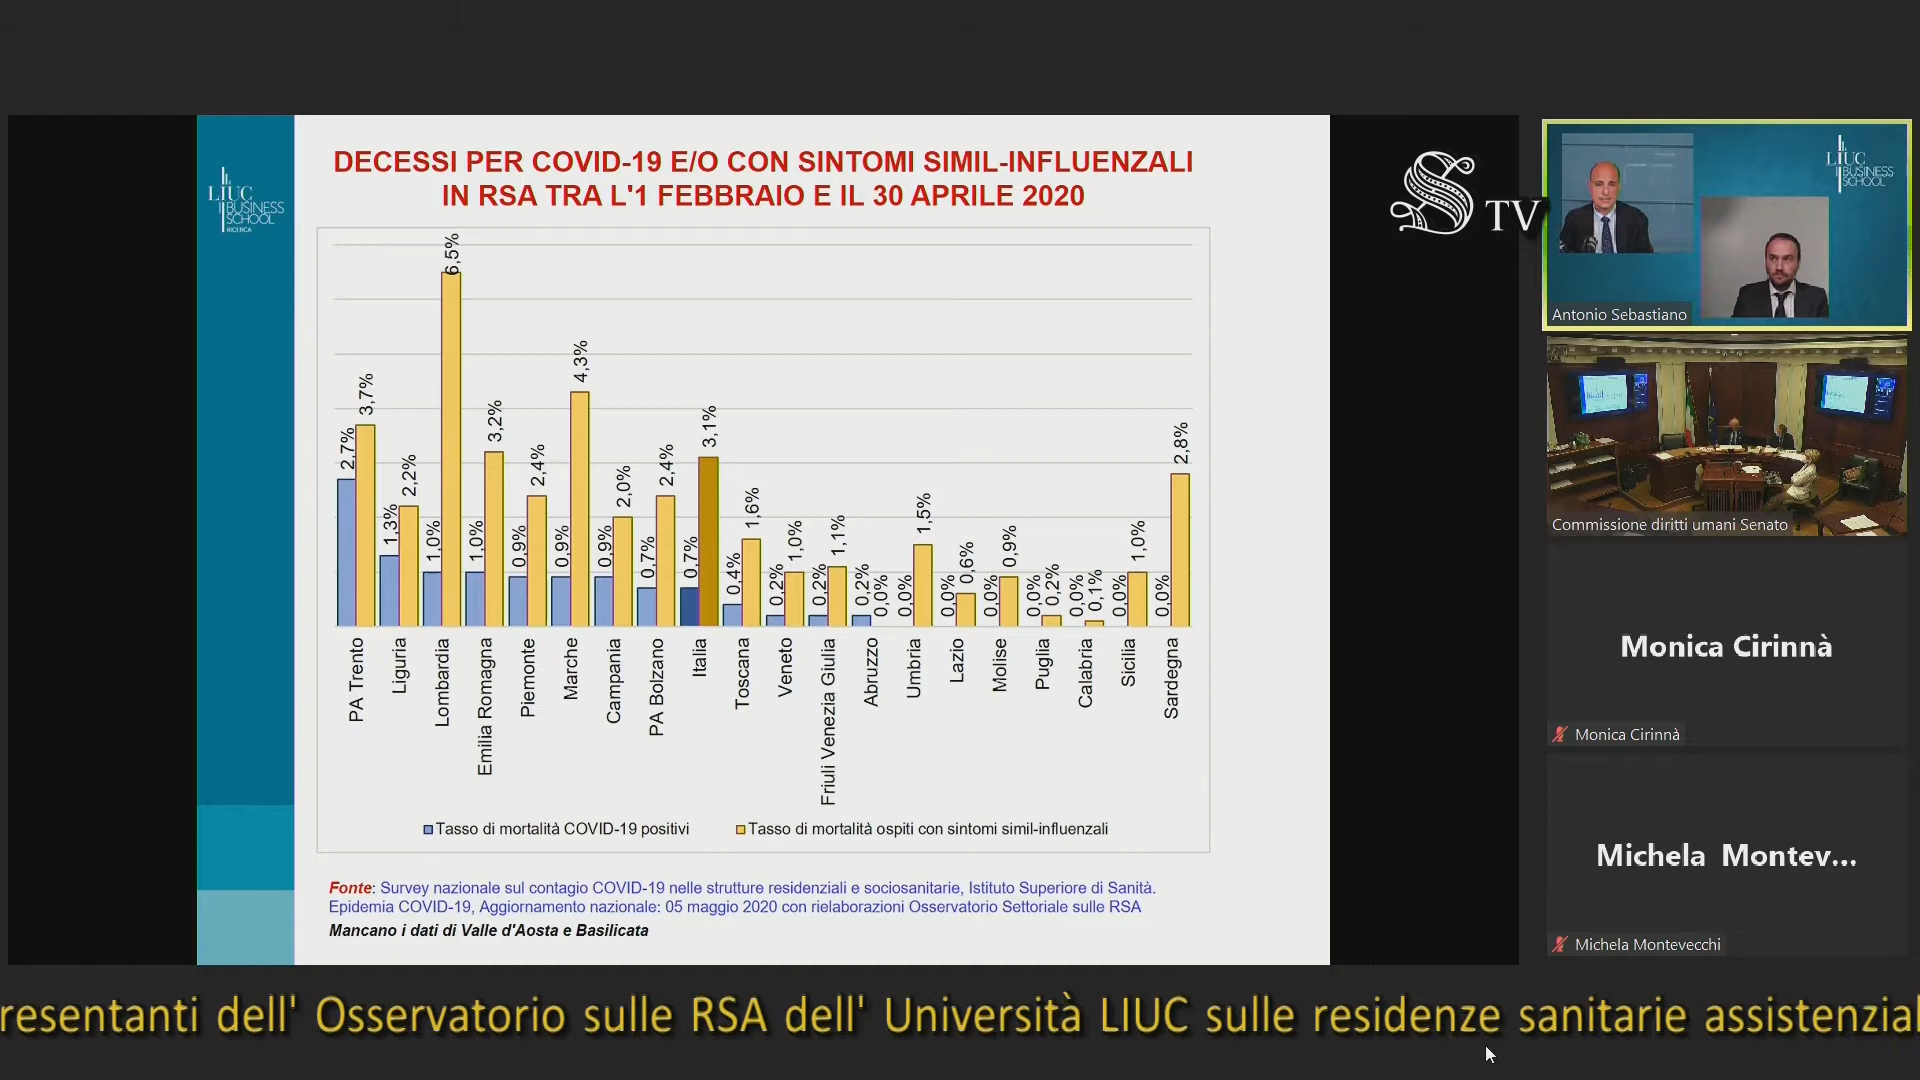 LIUC
BUSINESS
SCHOOL
RICERCA
DECESSI PER COVID-19 E/O CON SINTOMI SIMIL-INFLUENZALI
IN RSA TRA L'1 FEBBRAIO E IL 30 APRILE 2020
2,7% 3,7%
1,3% 2,2%
1,0% 6,5%
1,0% 3,2%
0,9% 2,4%
0,9% 4,3%
0,9% 2,0%
0,7% 2,4%
0,7% 3,1%
0,4% 1,6%
0,2% 1,0%
0,2% 1,1%
0,2% 0,0%
0,0% 1,5%
0,0% 0,6%
0,0% 0,9%
0,0% 0,2%
0,0% 0,1%
0,0% 1,0%
0,0% 2,8%
PA Trento
Liguria
Lombardia
Emilia Romagna
Piemonte
Marche
Campania
PA Bolzano
Italia
Toscana
Veneto
Friuli Venezia Giulia
Abruzzo
Umbria
Lazio
Molise
Puglia
Calabria
Sicilia
Sardegna
Tasso di mortalità COVID-19 positivi
Tasso di mortalità ospiti con sintomi simil-influenzali
Fonte: Survey nazionale sul contagio COVID-19 nelle strutture residenziali e sociosanitarie, Istituto Superiore di Sanità.
Epidemia COVID-19, Aggiornamento nazionale: 05 maggio 2020 con rielaborazioni Osservatorio Settoriale sulle RSA
Mancano i dati di Valle d'Aosta e Basilicata
S TV
LIUC
BUSINESS
SCHOOL
Antonio Sebastiano
Commissione diritti umani Senato
Monica Cirinnà
Monica Cirinnà
Michela Montev...
Michela Montevecchi
resentanti dell' Osservatorio sulle RSA dell' Università LIUC sulle residenze sanitarie assistenzial